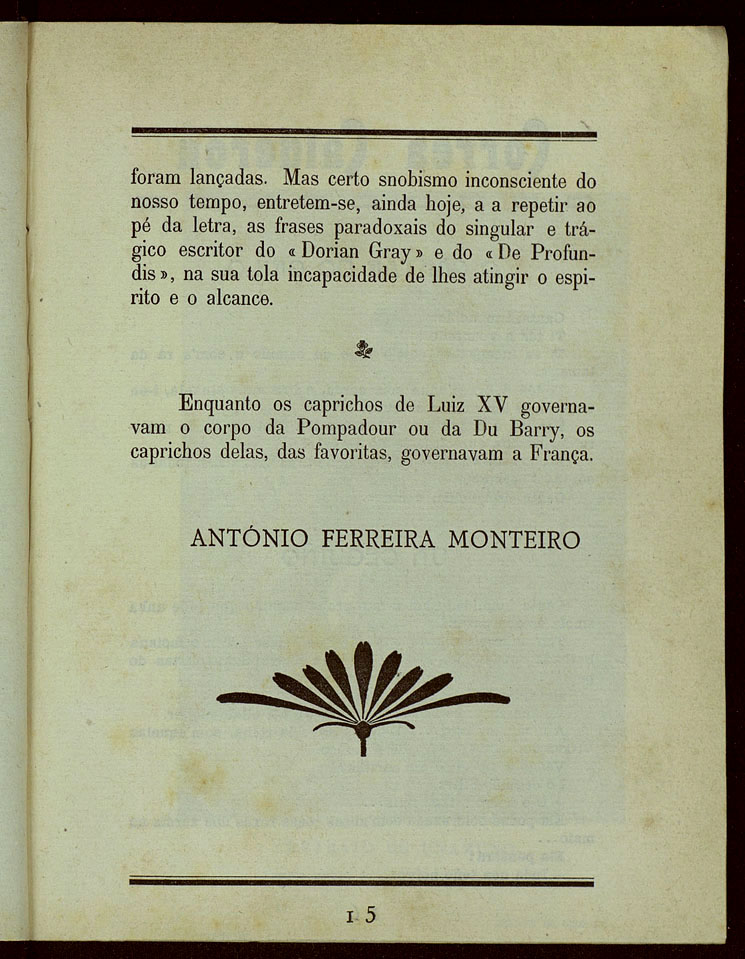 foram lançadas. Mas certo snobismo inconsciente do
nosso tempo, entretem-se, ainda hoje, a a repetir ao
pé da letra, as frases paradoxais do singular e trá-
gico escritor do « Dorian Gray » e do « De Profun-
dis », na sua tola incapacidade de lhes atingir o espi-
rito e o alcance.
Enquanto os caprichos de Luiz XV governa-
vam o corpo da Pompadour ou da Du Barry, os
caprichos delas, das favoritas, governavam a França.
ANTÓNIO FERREIRA MONTEIRO
15